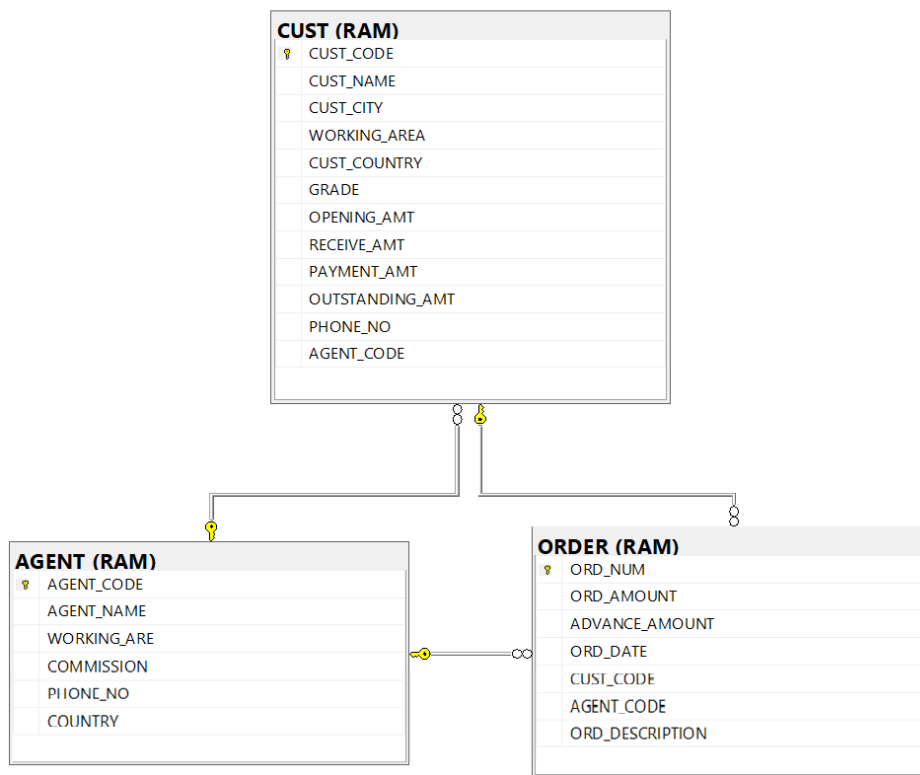 CUST (RAM)
CUST_CODE
CUST_NAME
CUST_CITY
WORKING_AREA
CUST_COUNTRY
GRADE
OPENING_AMT
RECEIVE_AMT
PAYMENT_AMT
OUTSTANDING_AMT
PHONE_NO
AGENT_CODE
AGENT (RAM)
AGENT_CODE
AGENT_NAME
WORKING_ARE
COMMISSION
PHONE_NO
COUNTRY
ORDER (RAM)
ORD_NUM
ORD_AMOUNT
ADVANCE_AMOUNT
ORD_DATE
CUST_CODE
AGENT_CODE
ORD_DESCRIPTION